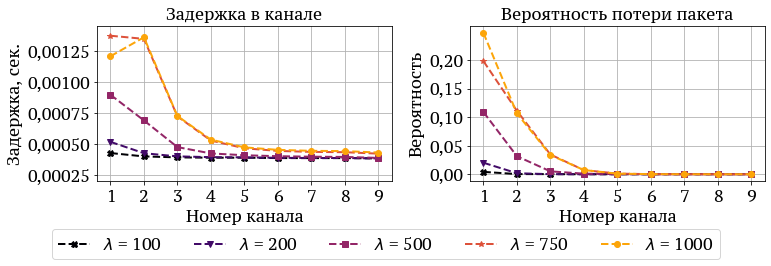 Задержка в канале
Задержка, сек.
0,00125
0,00100
0,00075
0,00050
0,00025
1 2 3 4 5 6 7 8 9
Номер канала
Вероятность потери пакета
Вероятность
0,20
0,15
0,10
0,05
0,00
1 2 3 4 5 6 7 8 9
Номер канала
λ = 100 λ = 200 λ = 500 λ = 750 λ = 1000